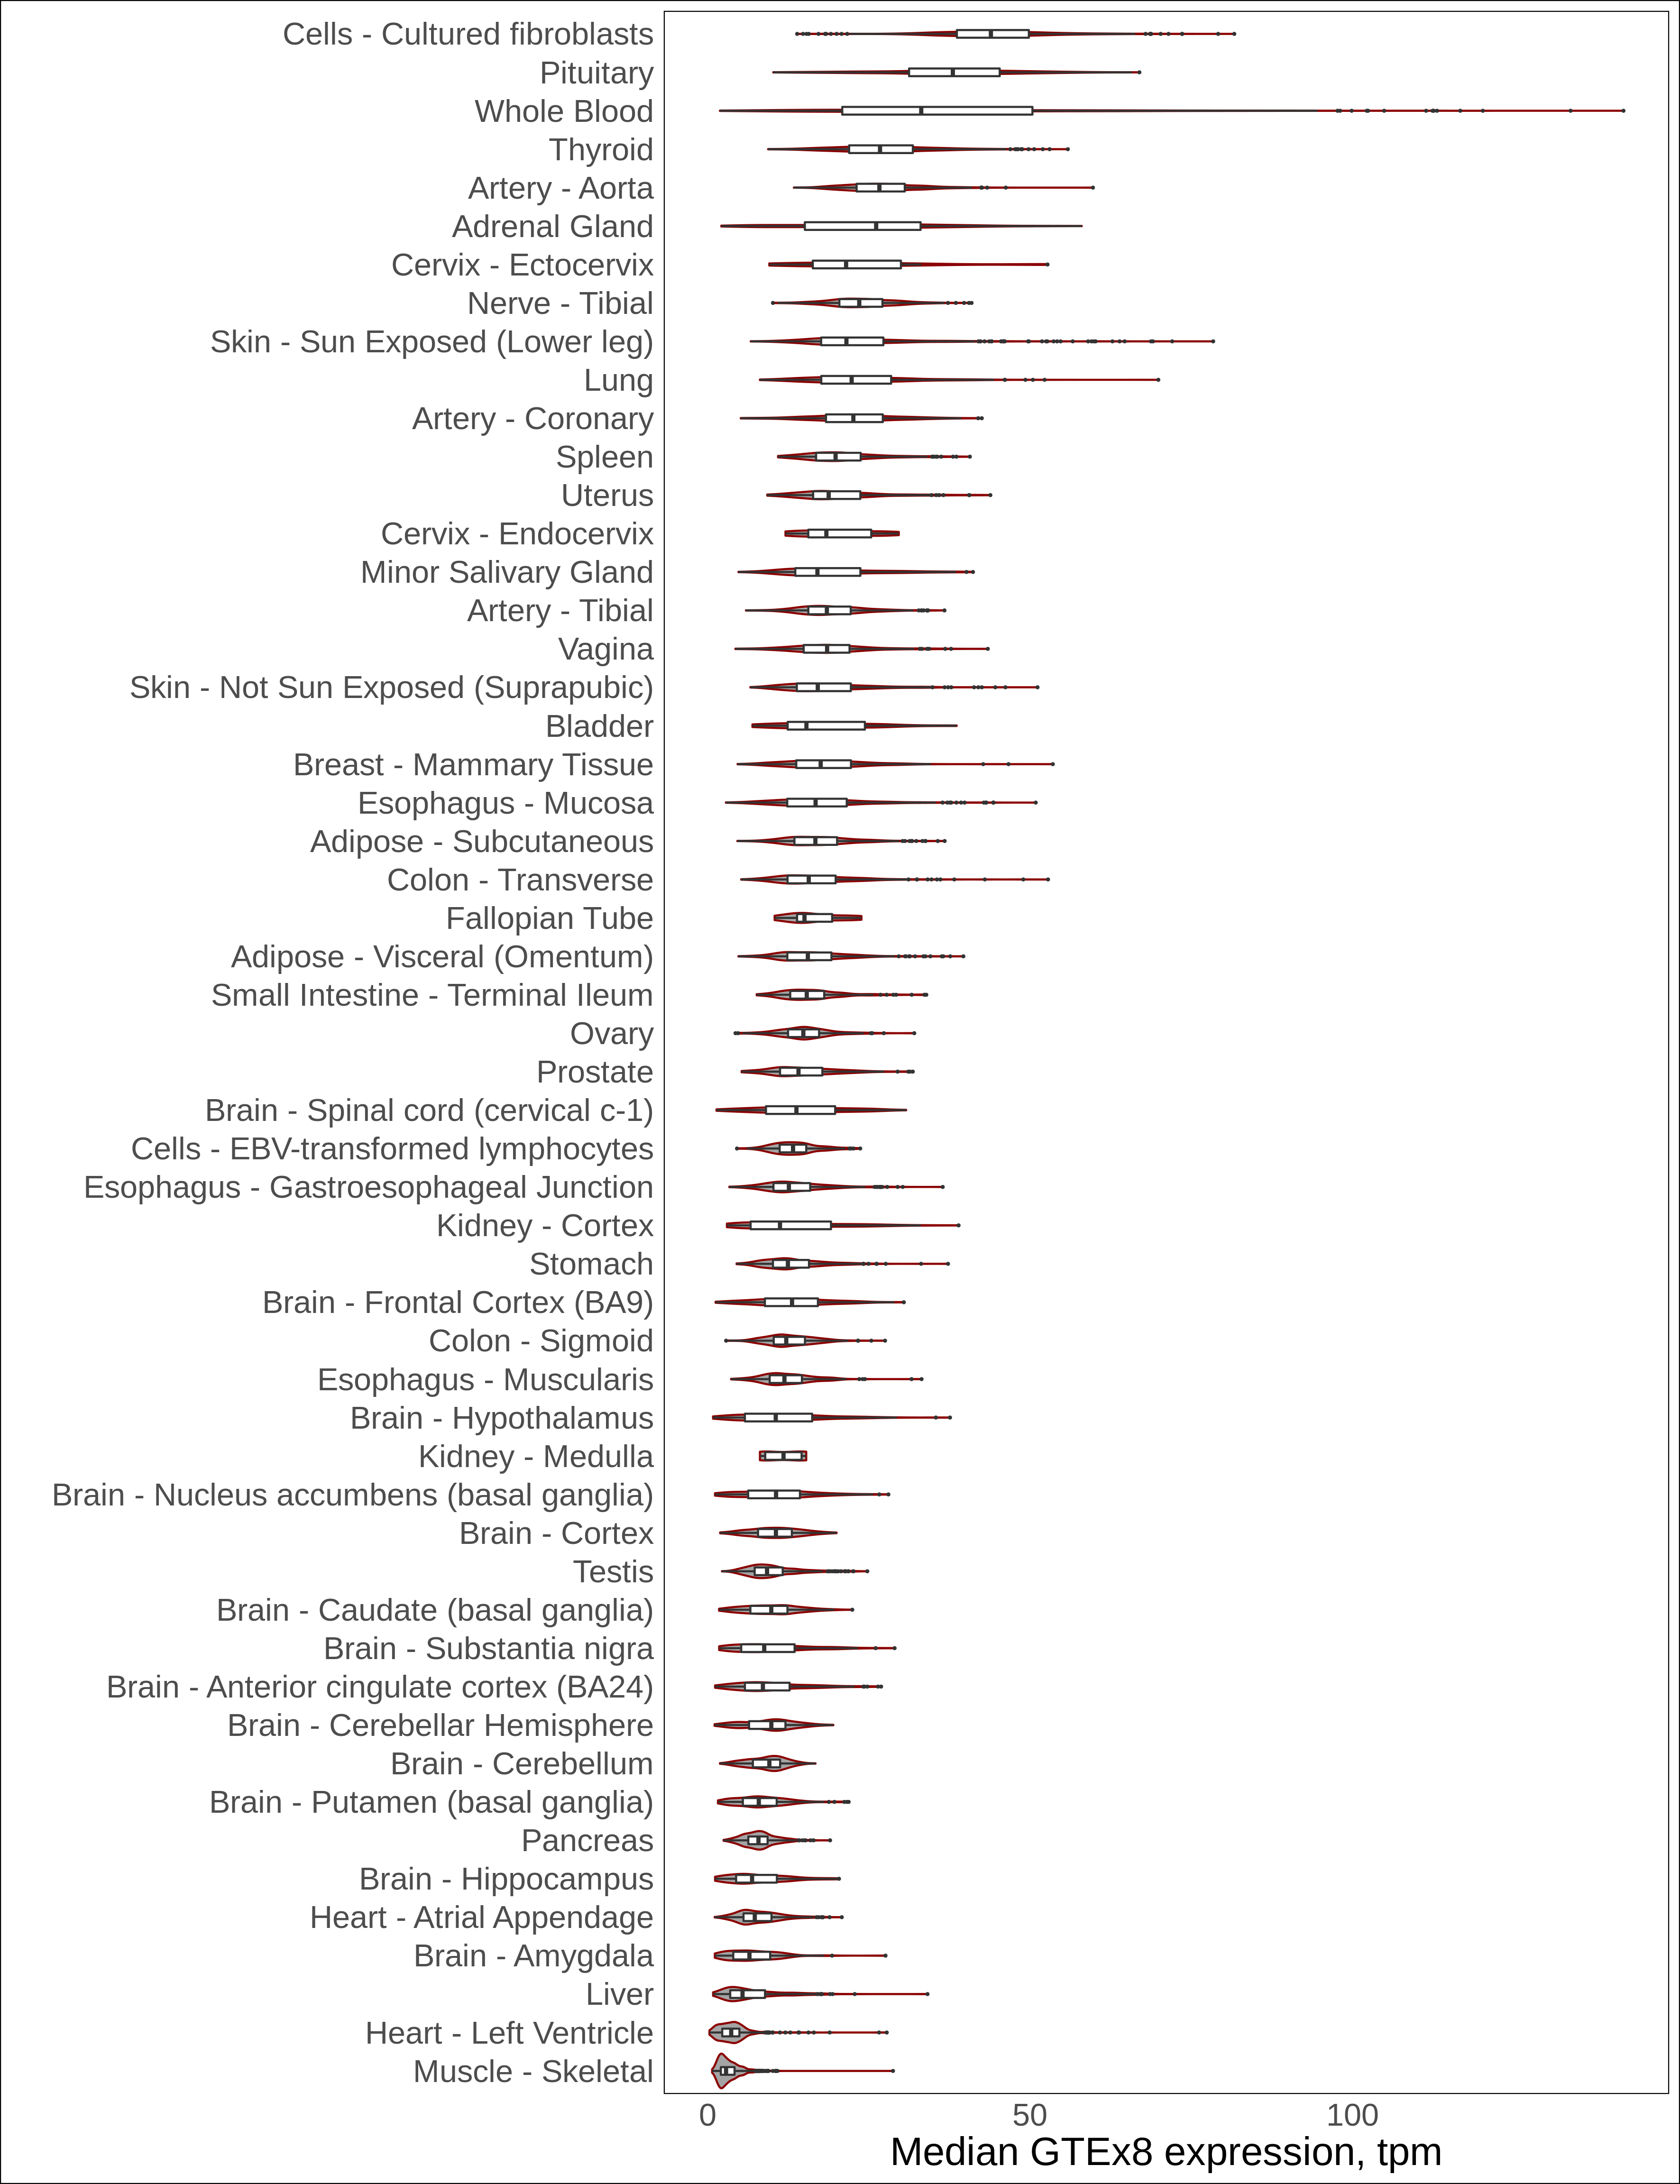 Cells - Cultured fibroblasts
Pituitary
Whole Blood
Thyroid
Artery - Aorta
Adrenal Gland
Cervix - Ectocervix
Nerve - Tibial
Skin - Sun Exposed (Lower leg)
Lung
Artery - Coronary
Spleen
Uterus
Cervix - Endocervix
Minor Salivary Gland
Artery - Tibial
Vagina
Skin - Not Sun Exposed (Suprapubic)
Bladder
Breast - Mammary Tissue
Esophagus - Mucosa
Adipose - Subcutaneous
Colon - Transverse
Fallopian Tube
Adipose - Visceral (Omentum)
Small Intestine - Terminal Ileum
Ovary
Prostate
Brain - Spinal cord (cervical c-1)
Cells - EBV-transformed lymphocytes
Esophagus - Gastroesophageal Junction
Kidney - Cortex
Stomach
Brain - Frontal Cortex (BA9)
Colon - Sigmoid
Esophagus - Muscularis
Brain - Hypothalamus
Kidney - Medulla
Brain - Nucleus accumbens (basal ganglia)
Brain - Cortex
Testis
Brain - Caudate (basal ganglia)
Brain - Substantia nigra
Brain - Anterior cingulate cortex (BA24)
Brain - Cerebellar Hemisphere
Brain - Cerebellum
Brain - Putamen (basal ganglia)
Pancreas
Brain - Hippocampus
Heart - Atrial Appendage
Brain - Amygdala
Liver
Heart - Left Ventricle
Muscle - Skeletal
0 50 100
Median GTEx8 expression, tpm